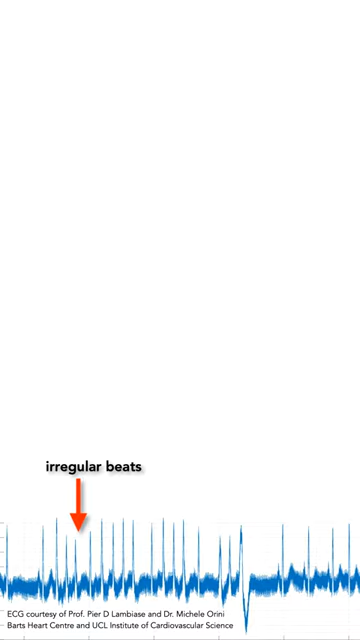 irregular beats
ECG courtesy of Prof. Pier D Lambiase and Dr. Michele Orini
Barts Heart Centre and UCL Institute of Cardiovascular Science